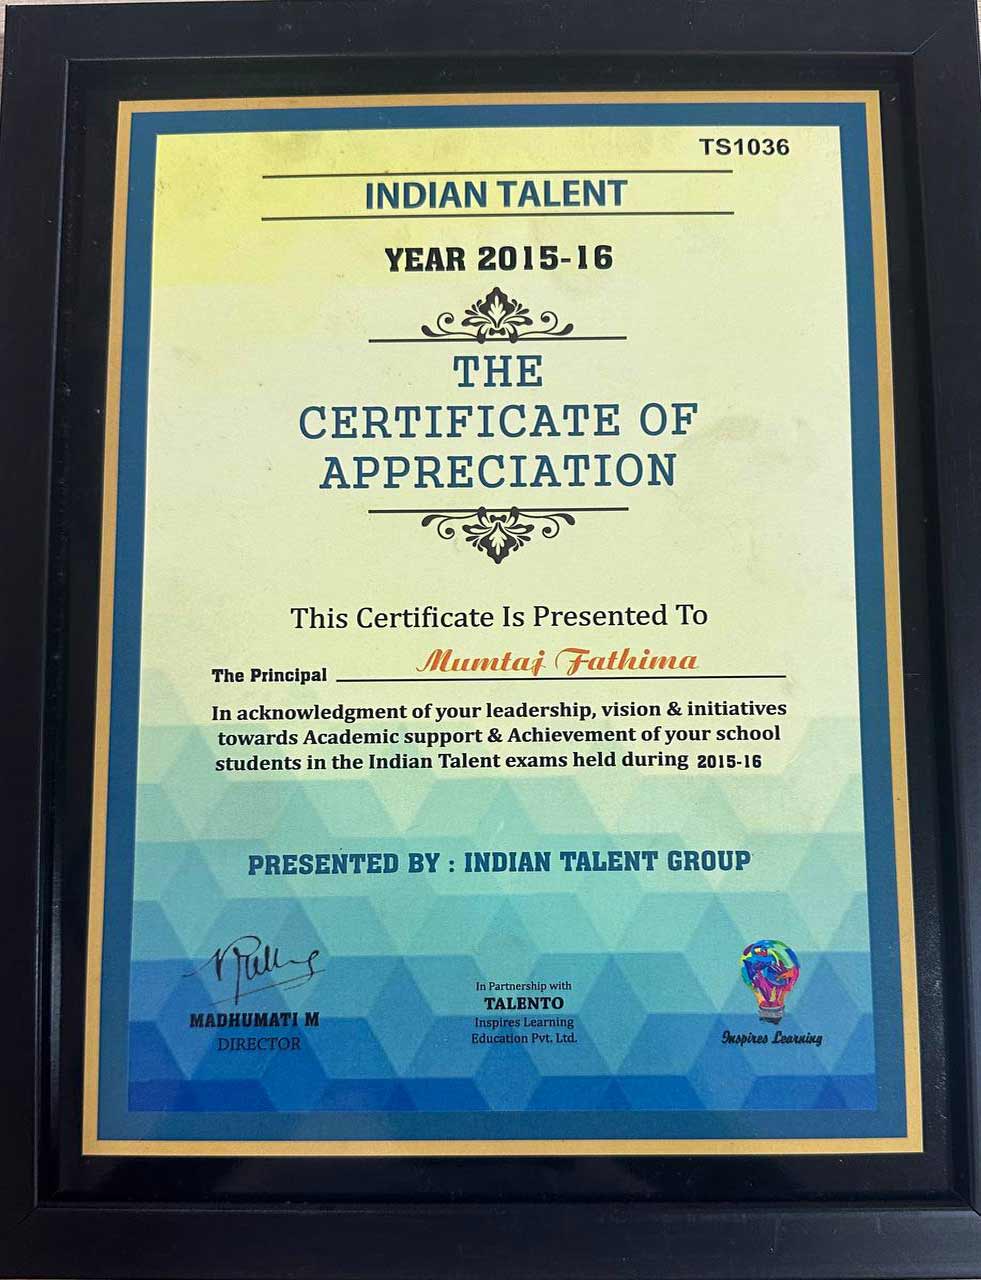 TS1036
INDIAN TALENT
YEAR 2015-16
THE
CERTIFICATE OF
APPRECIATION
This Certificate Is Presented To
The Principal Mumtaj Fathima
In acknowledgment of your leadership, vision & initiatives
towards Academic support & Achievement of your school
students in the Indian Talent exams held during 2015-16
PRESENTED BY : INDIAN TALENT GROUP
MADHUMATI M
DIRECTOR
In Partnership with
TALENTO
Inspires Learning
Education Pvt. Ltd.
Inspires Learning